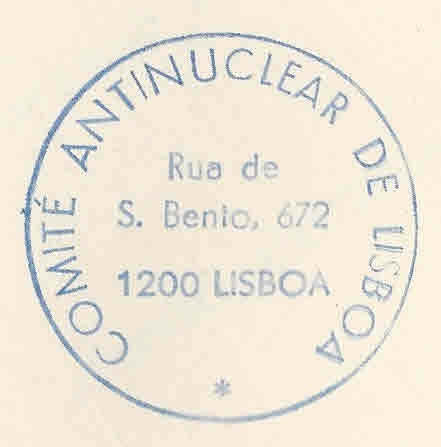 COMITÉ ANTINUCLEAR DE LISBOA
Rua de
S. Bento, 672
1200 LISBOA
*